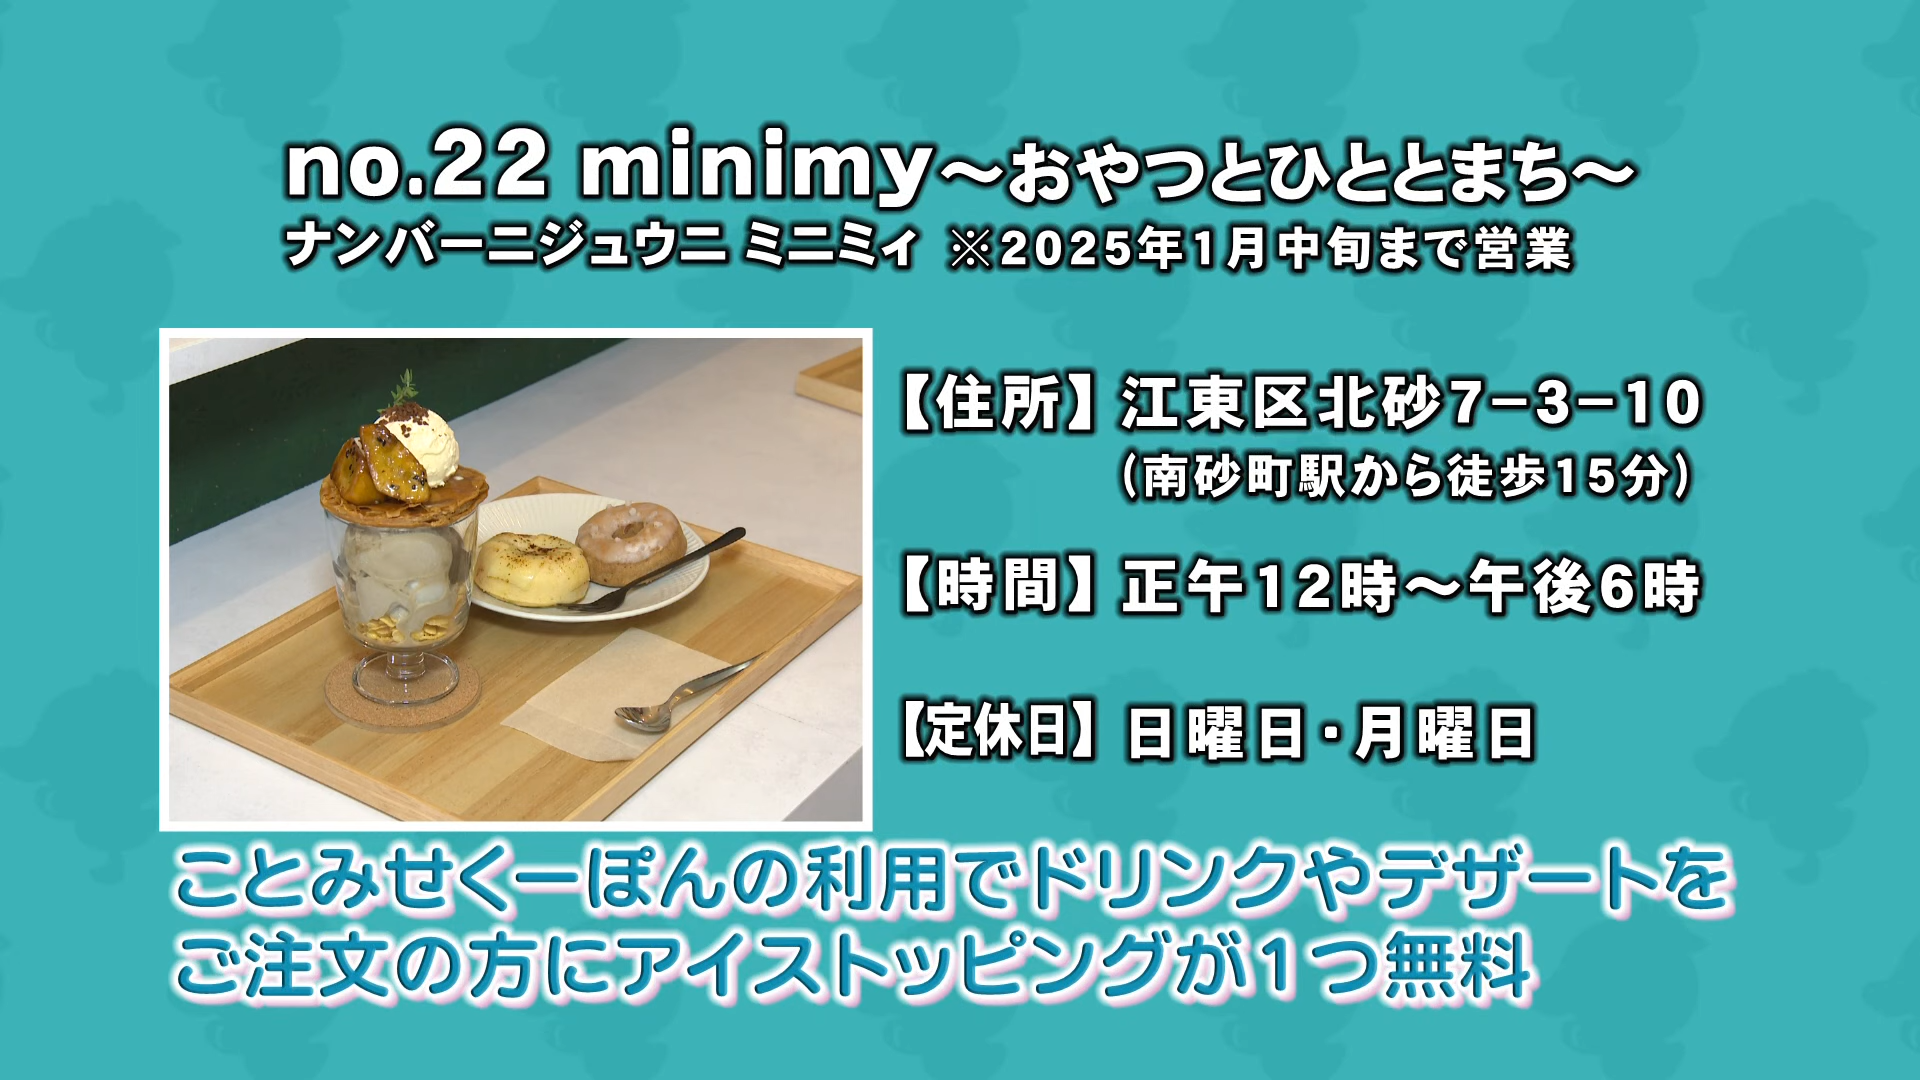 no.22 minimy～おやつとひととまち～
ナンバーニジュウニ ミニミィ ※2025年1月中旬まで営業
【住所】江東区北砂7−3−10
(南砂町駅から徒歩15分)
【時間】正午12時～午後6時
【定休日】日曜日・月曜日
ことみせくーぽんの利用でドリンクやデザートを
ご注文の方にアイストッピングが1つ無料